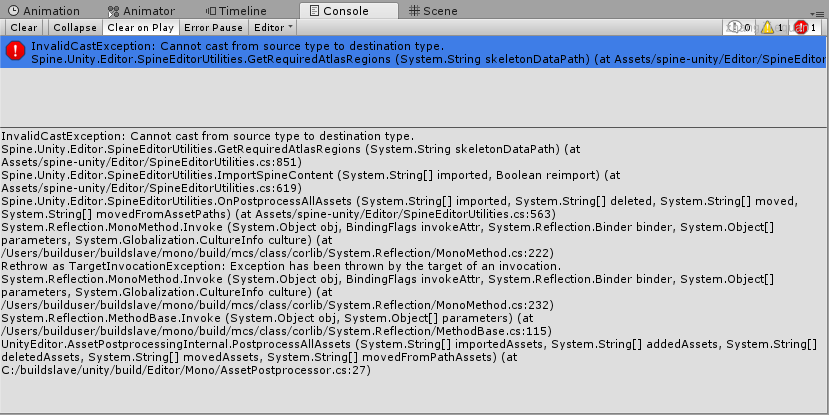 Animation Animator Timeline Console Scene
Clear Collapse Clear on Play Error Pause Editor 0 1 1
InvalidCastException: Cannot cast from source type to destination type.
Spine.Unity.Editor.SpineEditorUtilities.GetRequiredAtlasRegions (System.String skeletonDataPath) (at Assets/spine-unity/Editor/SpineEditor
InvalidCastException: Cannot cast from source type to destination type.
Spine.Unity.Editor.SpineEditorUtilities.GetRequiredAtlasRegions (System.String skeletonDataPath) (at
Assets/spine-unity/Editor/SpineEditorUtilities.cs:851)
Spine.Unity.Editor.SpineEditorUtilities.ImportSpineContent (System.String[] imported, Boolean reimport) (at
Assets/spine-unity/Editor/SpineEditorUtilities.cs:619)
Spine.Unity.Editor.SpineEditorUtilities.OnPostprocessAllAssets (System.String[] imported, System.String[] deleted, System.String[] moved,
System.String[] movedFromAssetPaths) (at Assets/spine-unity/Editor/SpineEditorUtilities.cs:563)
System.Reflection.MonoMethod.Invoke (System.Object obj, BindingFlags invokeAttr, System.Reflection.Binder binder, System.Object[]
parameters, System.Globalization.CultureInfo culture) (at
/Users/builduser/buildslave/mono/build/mcs/class/corlib/System.Reflection/MonoMethod.cs:222)
Rethrow as TargetInvocationException: Exception has been thrown by the target of an invocation.
System.Reflection.MonoMethod.Invoke (System.Object obj, BindingFlags invokeAttr, System.Reflection.Binder binder, System.Object[]
parameters, System.Globalization.CultureInfo culture) (at
/Users/builduser/buildslave/mono/build/mcs/class/corlib/System.Reflection/MonoMethod.cs:232)
System.Reflection.MethodBase.Invoke (System.Object obj, System.Object[] parameters) (at
/Users/builduser/buildslave/mono/build/mcs/class/corlib/System.Reflection/MethodBase.cs:115)
UnityEditor.AssetPostprocessingInternal.PostprocessAllAssets (System.String[] importedAssets, System.String[] addedAssets, System.String[]
deletedAssets, System.String[] movedAssets, System.String[] movedFromPathAssets) (at
C:/buildslave/unity/build/Editor/Mono/AssetPostprocessor.cs:27)